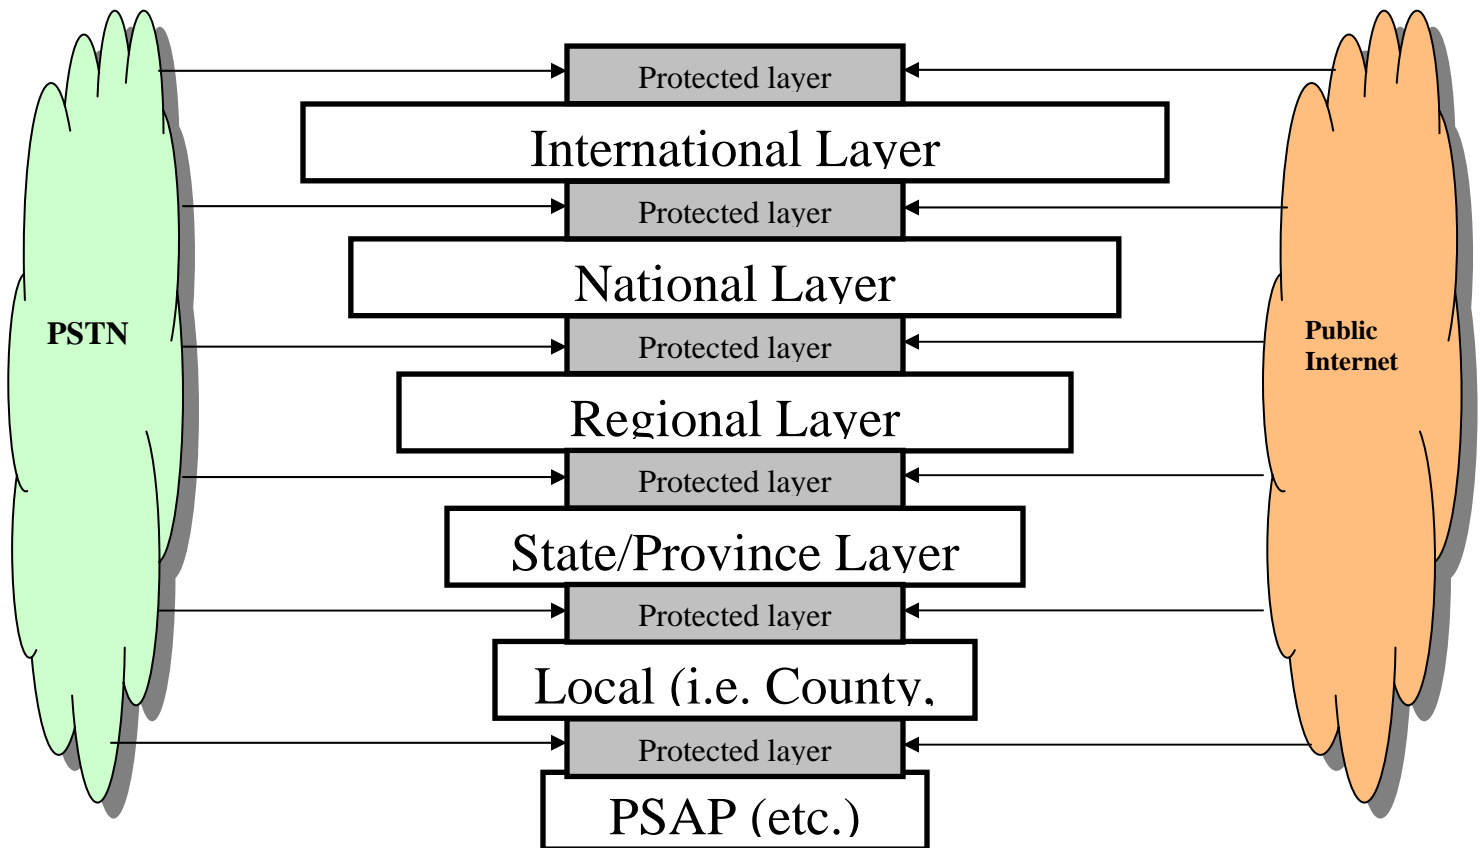 Protected layer
International Layer
Protected layer
National Layer
Protected layer
PSTN
Public
Internet
Regional Layer
Protected layer
State/Province Layer
Protected layer
Local (i.e. County,
Protected layer
PSAP (etc.)